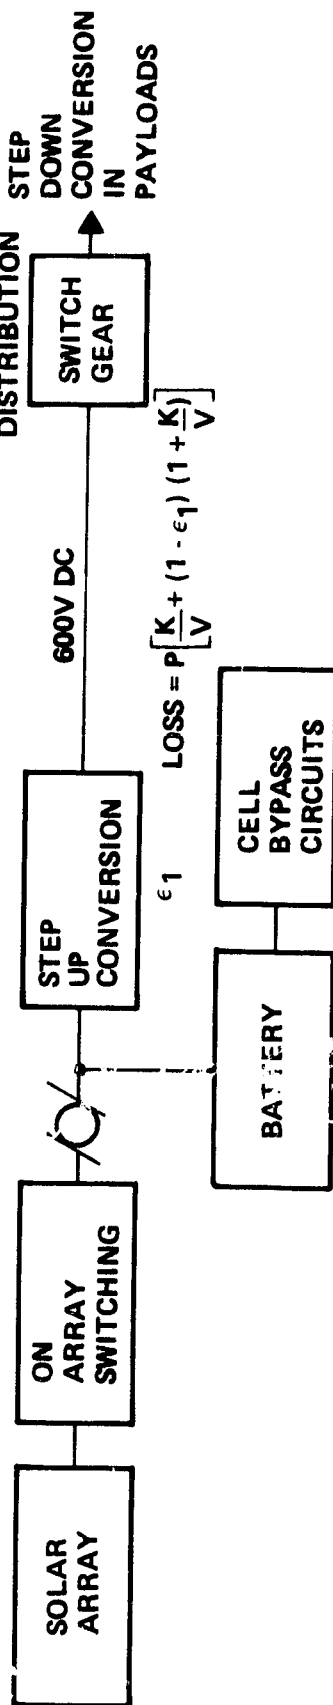 SOLAR
ARRAY
ON
ARRAY
SWITCHING
STEP
UP
CONVERSION
ϵ1
BATTERY
CELL
BYPASS
CIRCUITS
600V DC
LOSS = P[K/V + (1 - ϵ1) (1 + K/V)]
DISTRIBUTION
SWITCH
GEAR
STEP
DOWN
CONVERSION
IN
PAYLOADS